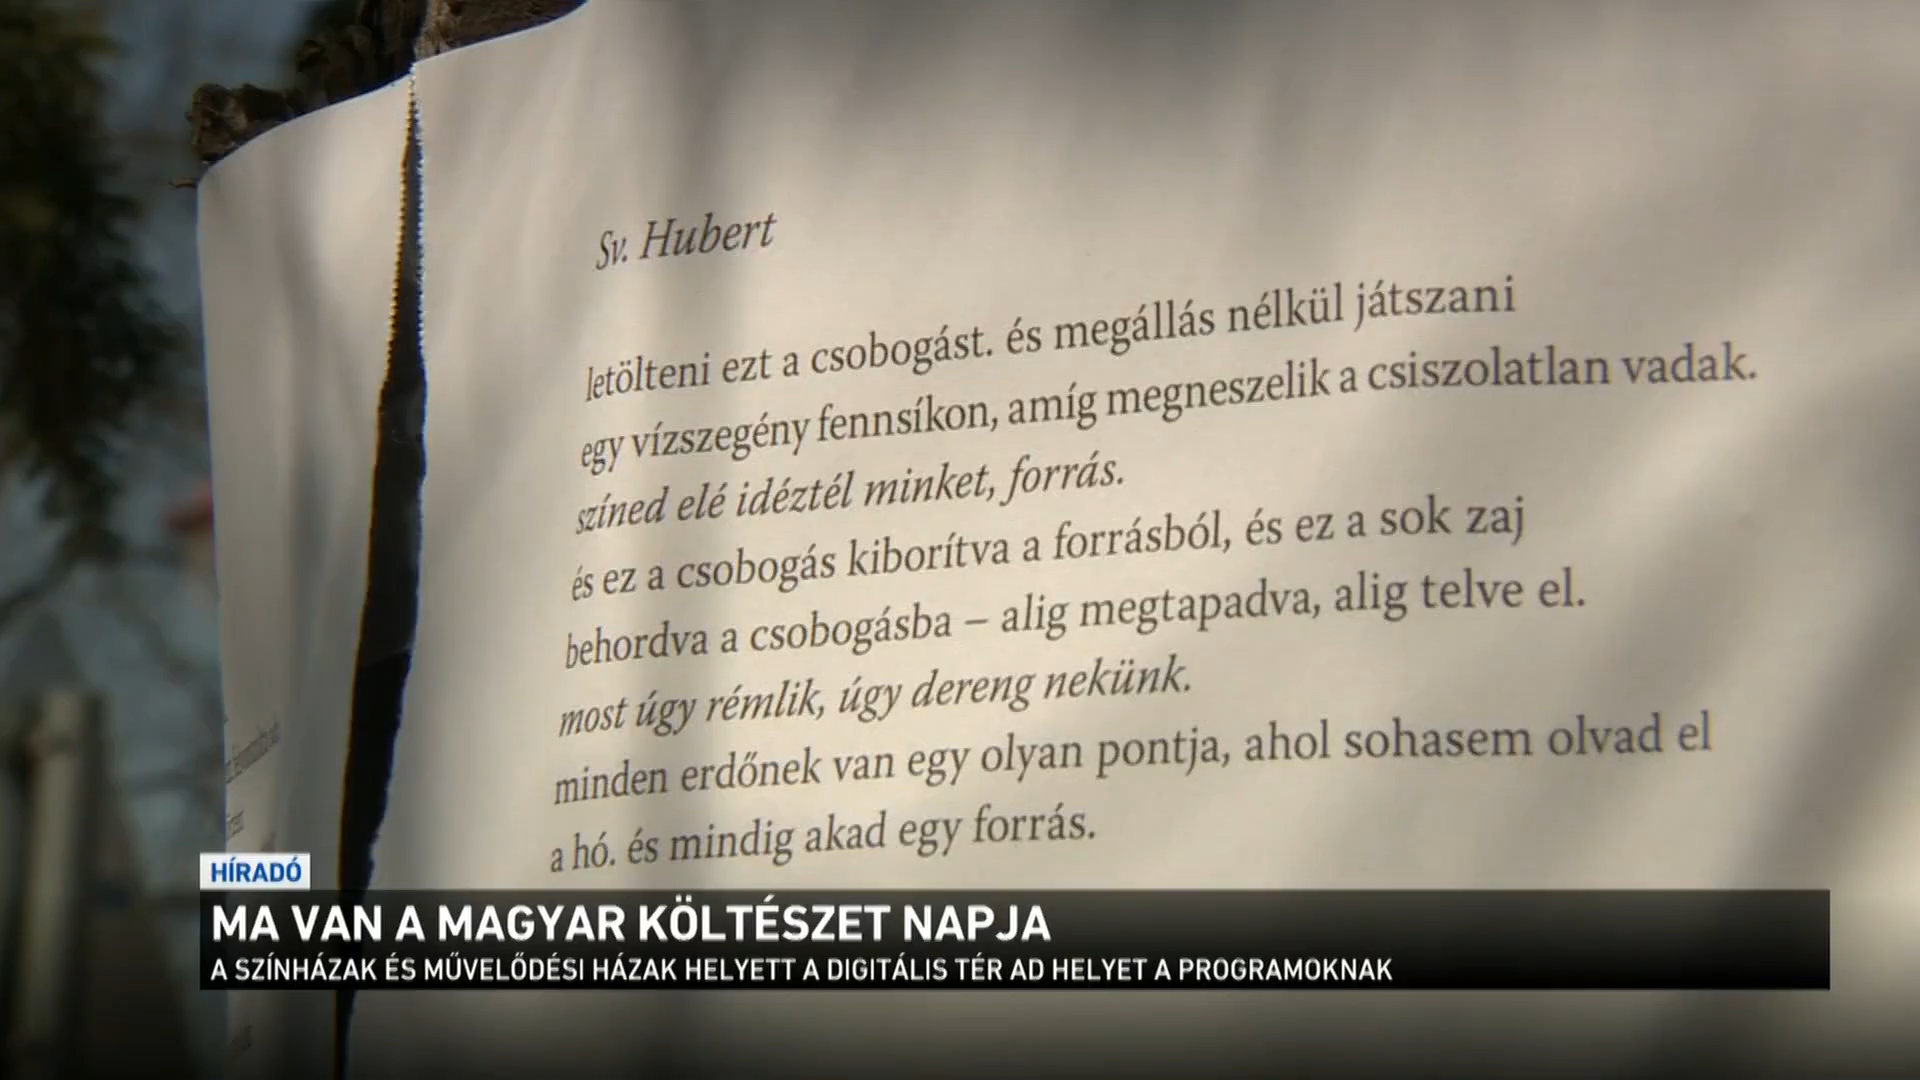 Sv. Hubert
letölteni ezt a csobogást. és megállás nélkül játszani
egy vízszegény fennsíkon, amíg megneszelik a csiszolatlan vadak.
színed elé idéztél minket, forrás.
és ez a csobogás kiborítva a forrásból, és ez a sok zaj
behordva a csobogásba – alig megtapadva, alig telve el.
most úgy rémlik, úgy dereng nekünk.
minden erdőnek van egy olyan pontja, ahol sohasem olvad el
a hó. és mindig akad egy forrás.
HÍRADÓ
MA VAN A MAGYAR KÖLTÉSZET NAPJA
A SZÍNHÁZAK ÉS MŰVELŐDÉSI HÁZAK HELYETT A DIGITÁLIS TÉR AD HELYET A PROGRAMOKNAK